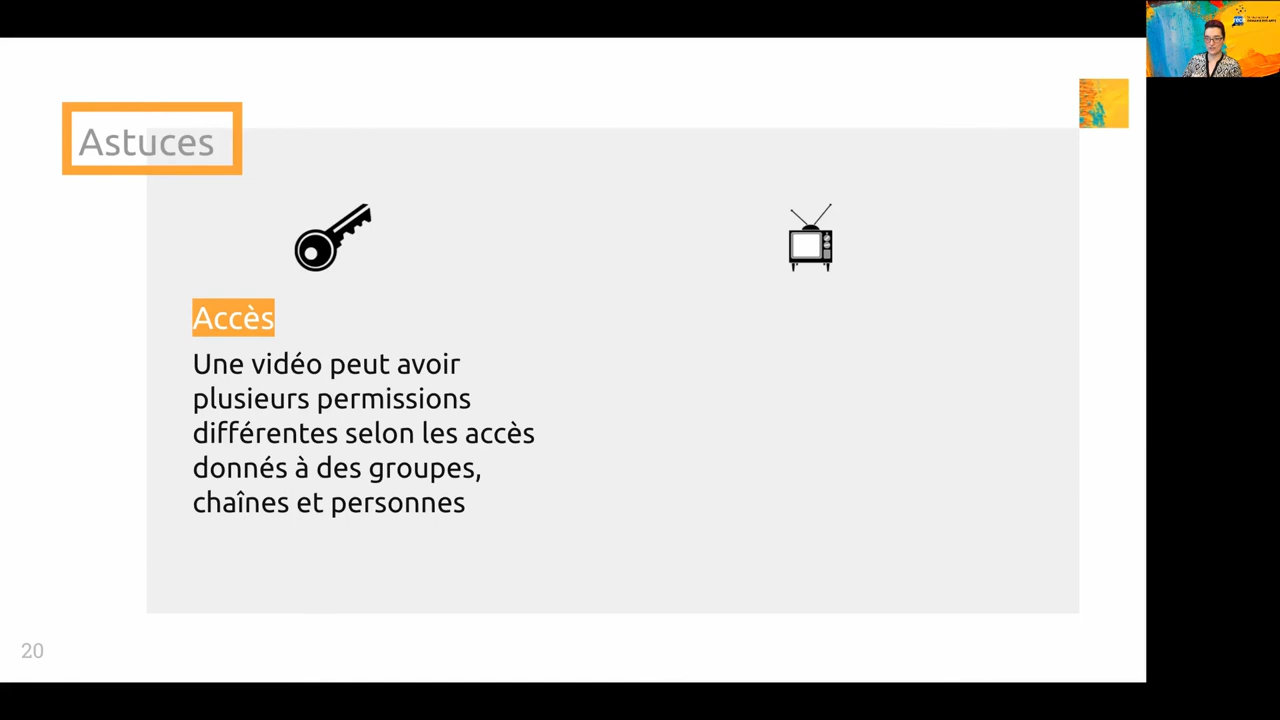 Astuces
Accès
Une vidéo peut avoir
plusieurs permissions
différentes selon les accès
donnés à des groupes,
chaînes et personnes
20